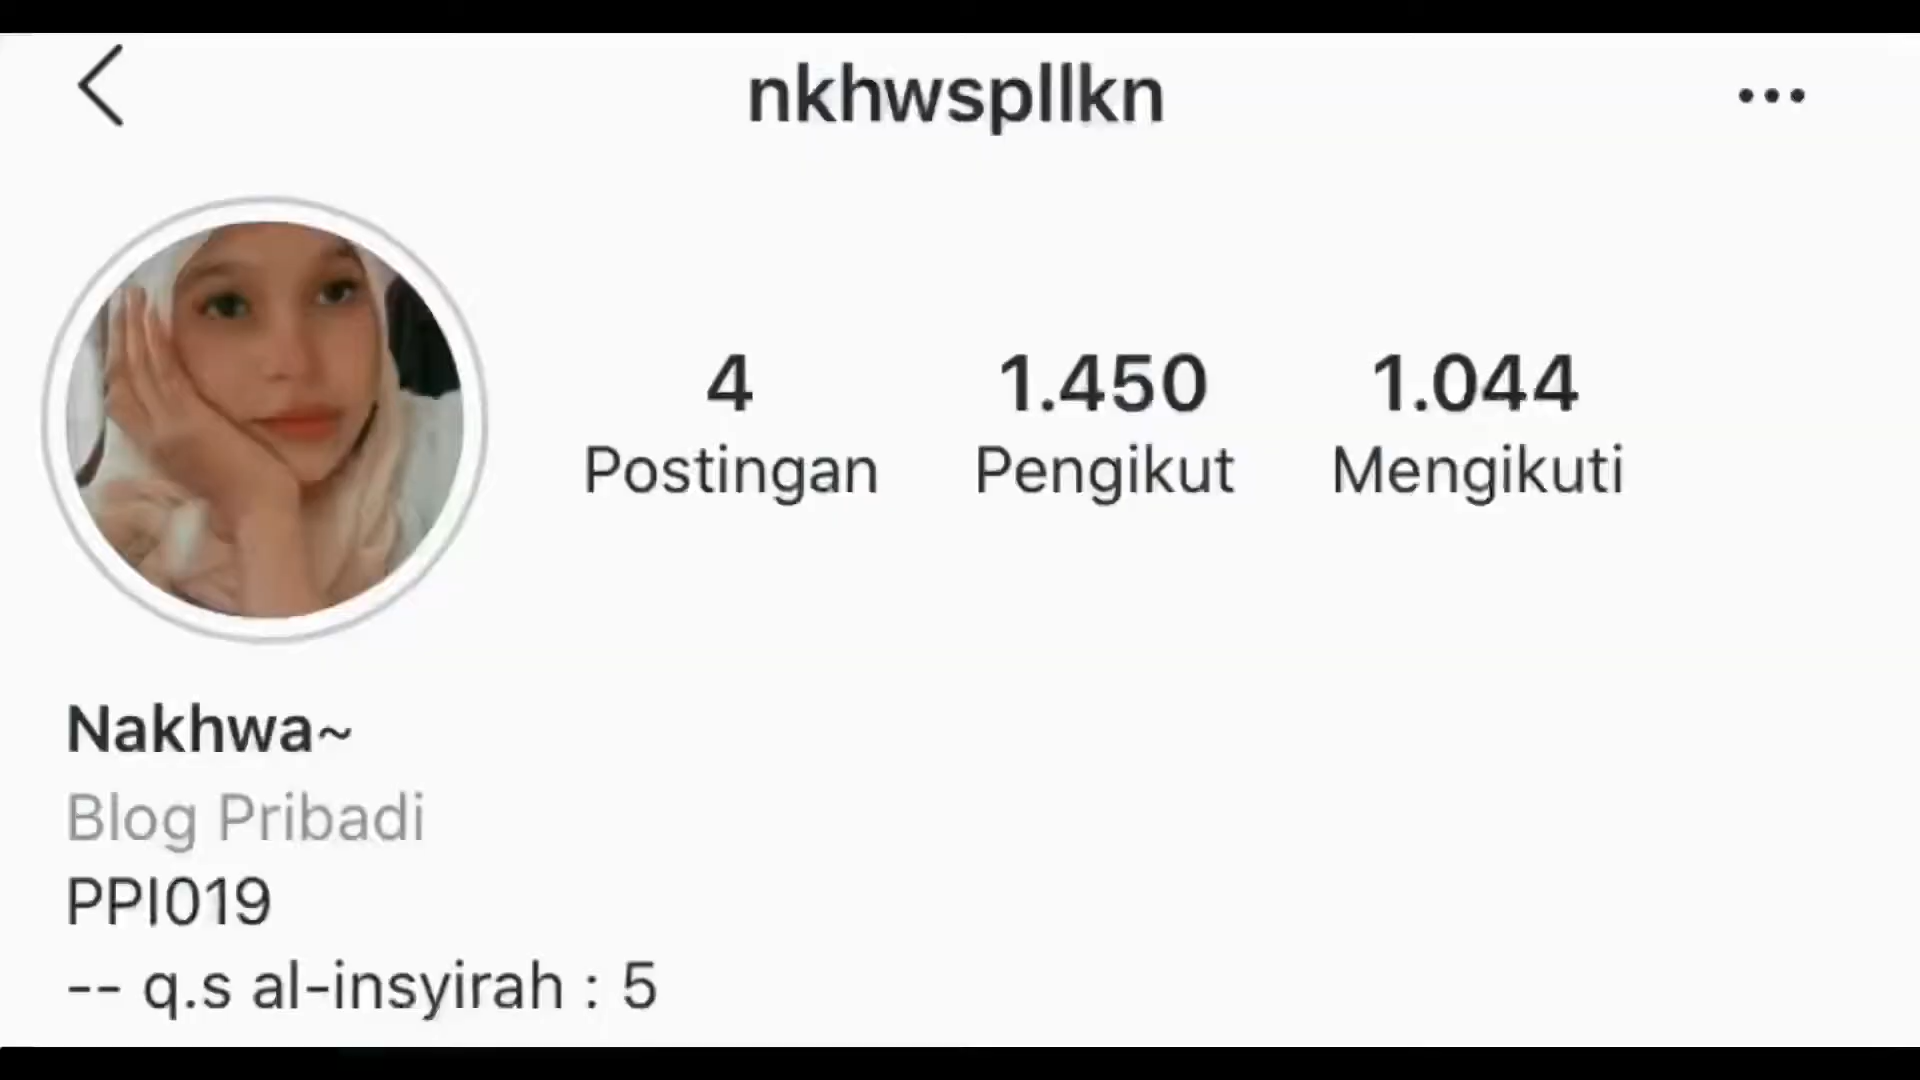 nkhwspllkn
4 1.450 1.044
Postingan Pengikut Mengikuti
Nakhwa~
Blog Pribadi
PPI019
-- q.s al-insyirah : 5